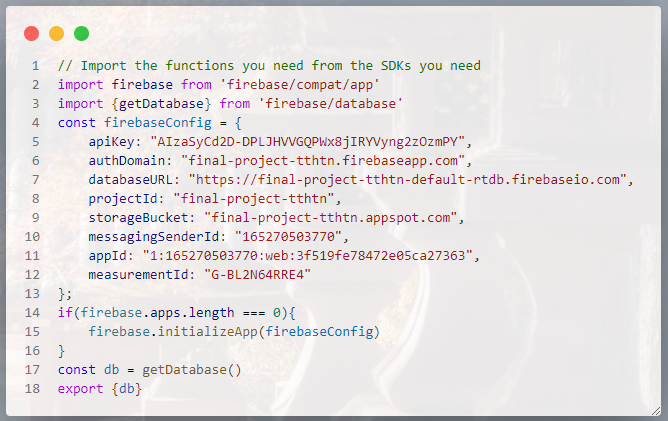 1 // Import the functions you need from the SDKs you need
2 import firebase from 'firebase/compat/app'
3 import {getDatabase} from 'firebase/database'
4 const firebaseConfig = {
5 apiKey: "AIzaSyCd2D-DPLJHVVGQPWx8jIRYVyng2zOzmPY",
6 authDomain: "final-project-tthtn.firebaseapp.com",
7 databaseURL: "https://final-project-tthtn-default-rtdb.firebaseio.com",
8 projectId: "final-project-tthtn",
9 storageBucket: "final-project-tthtn.appspot.com",
10 messagingSenderId: "165270503770",
11 appId: "1:165270503770:web:3f519fe78472e05ca27363",
12 measurementId: "G-BL2N64RRE4"
13 };
14 if(firebase.apps.length === 0){
15 firebase.initializeApp(firebaseConfig)
16 }
17 const db = getDatabase()
18 export {db}